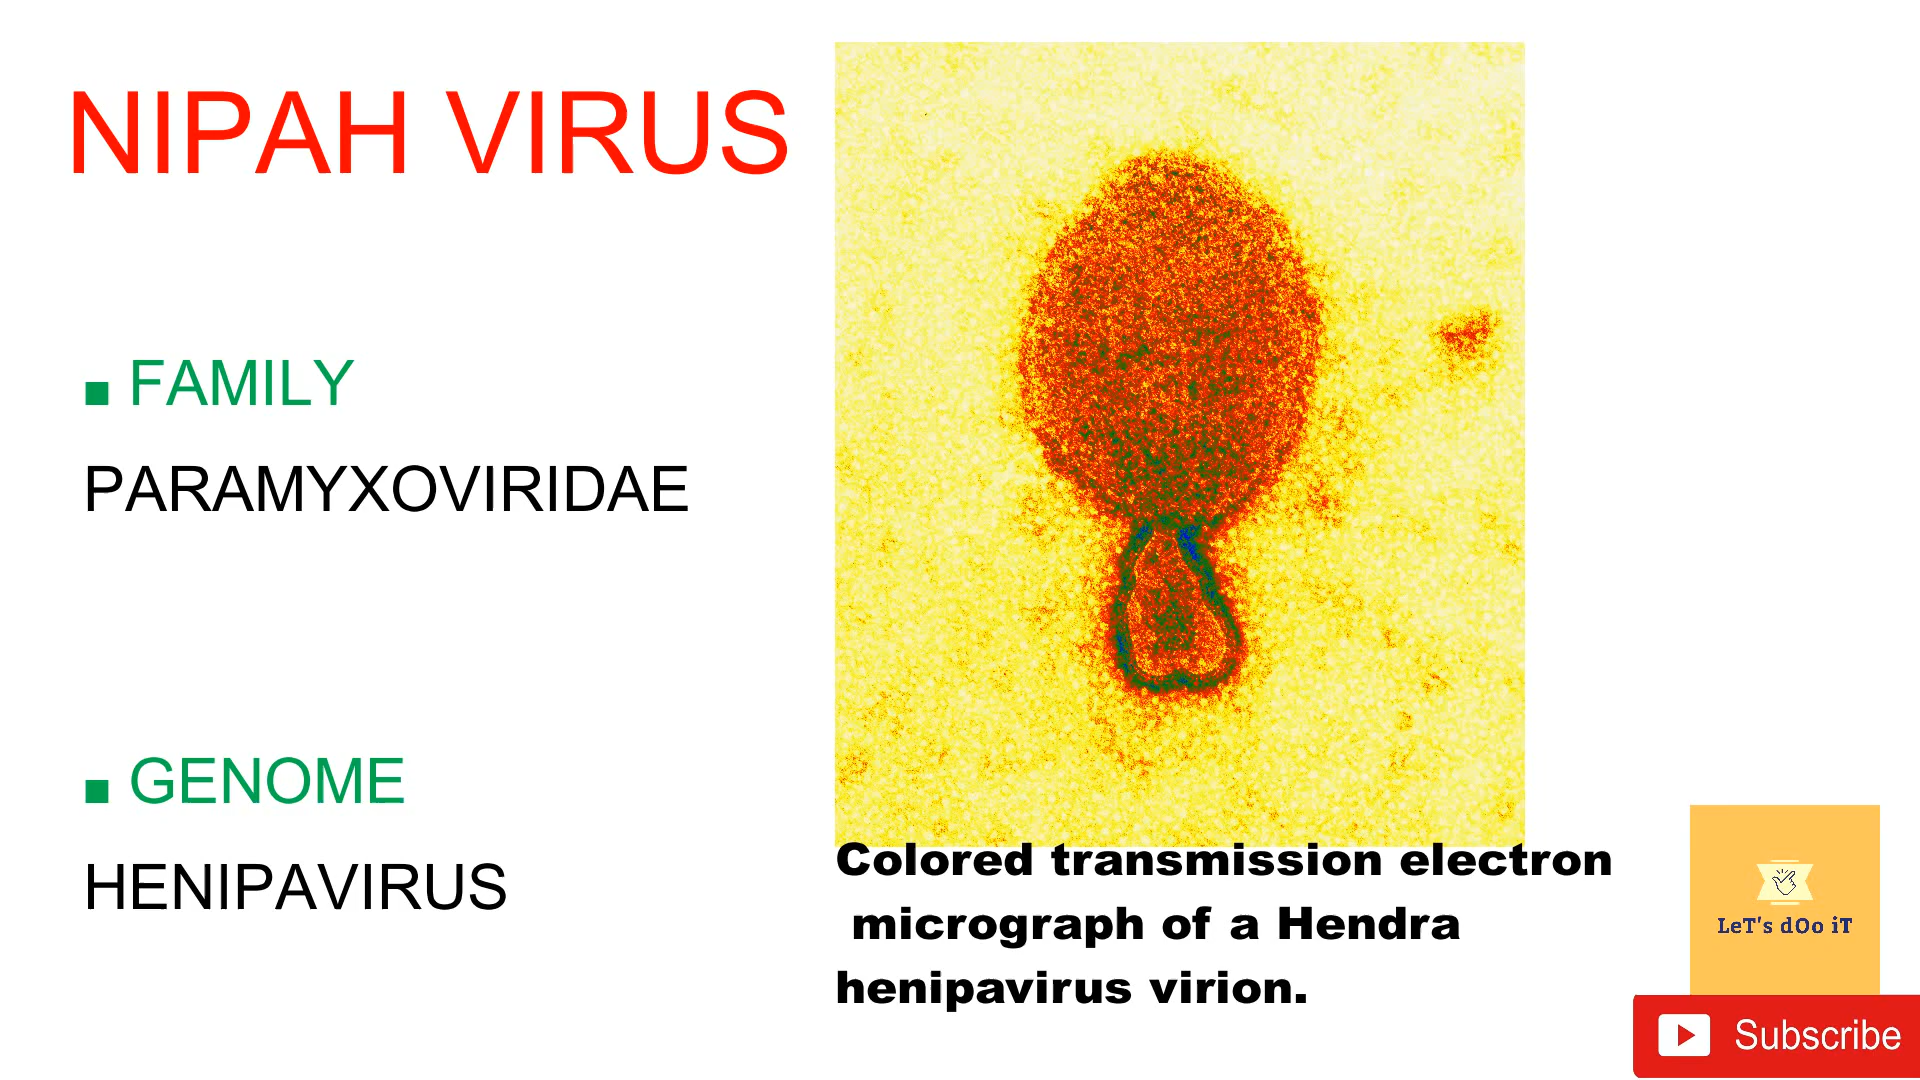 NIPAH VIRUS
FAMILY
PARAMYXOVIRIDAE
GENOME
HENIPAVIRUS
Colored transmission electron
micrograph of a Hendra
henipavirus virion.
LeT's dOo iT
Subscribe